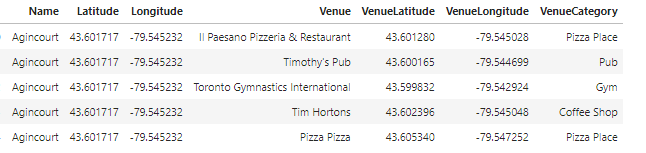 Name Latitude Longitude Venue VenueLatitude VenueLongitude VenueCategory
Agincourt 43.601717 -79.545232 Il Paesano Pizzeria & Restaurant 43.601280 -79.545028 Pizza Place
Agincourt 43.601717 -79.545232 Timothy's Pub 43.600165 -79.544699 Pub
Agincourt 43.601717 -79.545232 Toronto Gymnastics International 43.599832 -79.542924 Gym
Agincourt 43.601717 -79.545232 Tim Hortons 43.602396 -79.545048 Coffee Shop
Agincourt 43.601717 -79.545232 Pizza Pizza 43.605340 -79.547252 Pizza Place